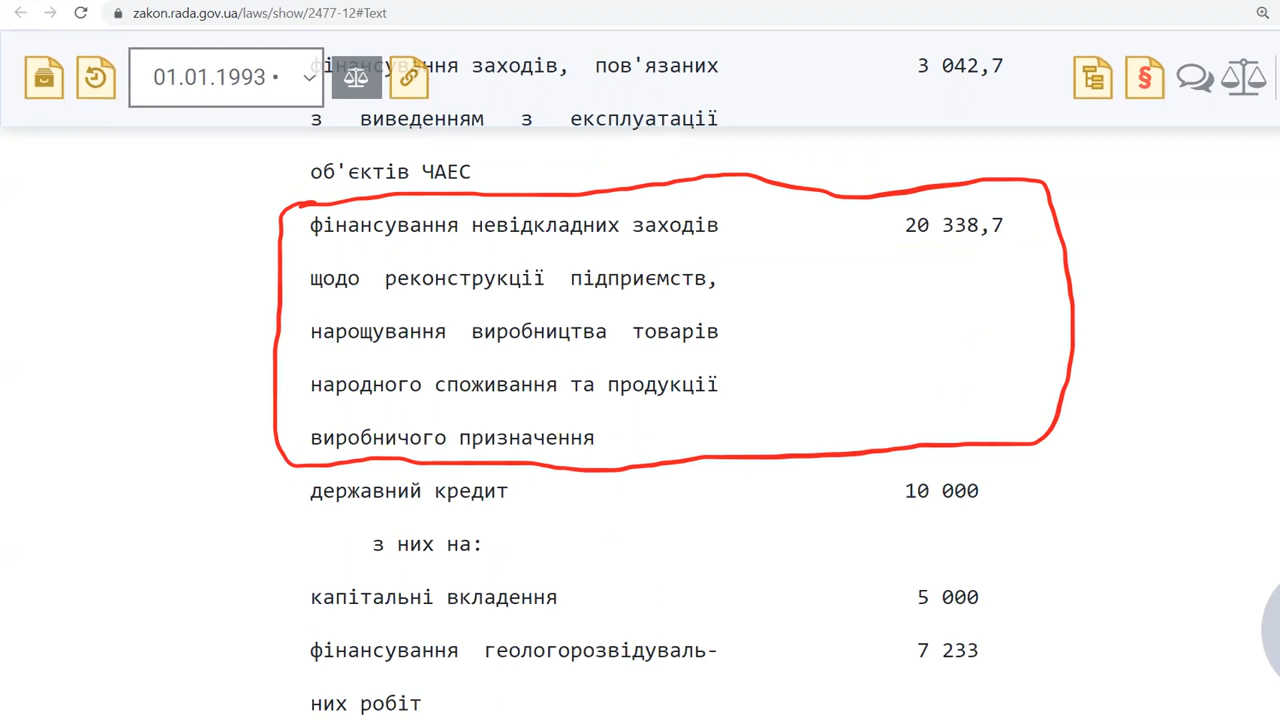 zakon.rada.gov.ua/laws/show/2477-12#Text
01.01.1993 •
фінансування заходів, пов'язаних 3 042,7
з виведенням з експлуатації
об'єктів ЧАЕС
фінансування невідкладних заходів 20 338,7
щодо реконструкції підприємств,
нарощування виробництва товарів
народного споживання та продукції
виробничого призначення
державний кредит 10 000
з них на:
капітальні вкладення 5 000
фінансування геологорозвідуваль- 7 233
них робіт